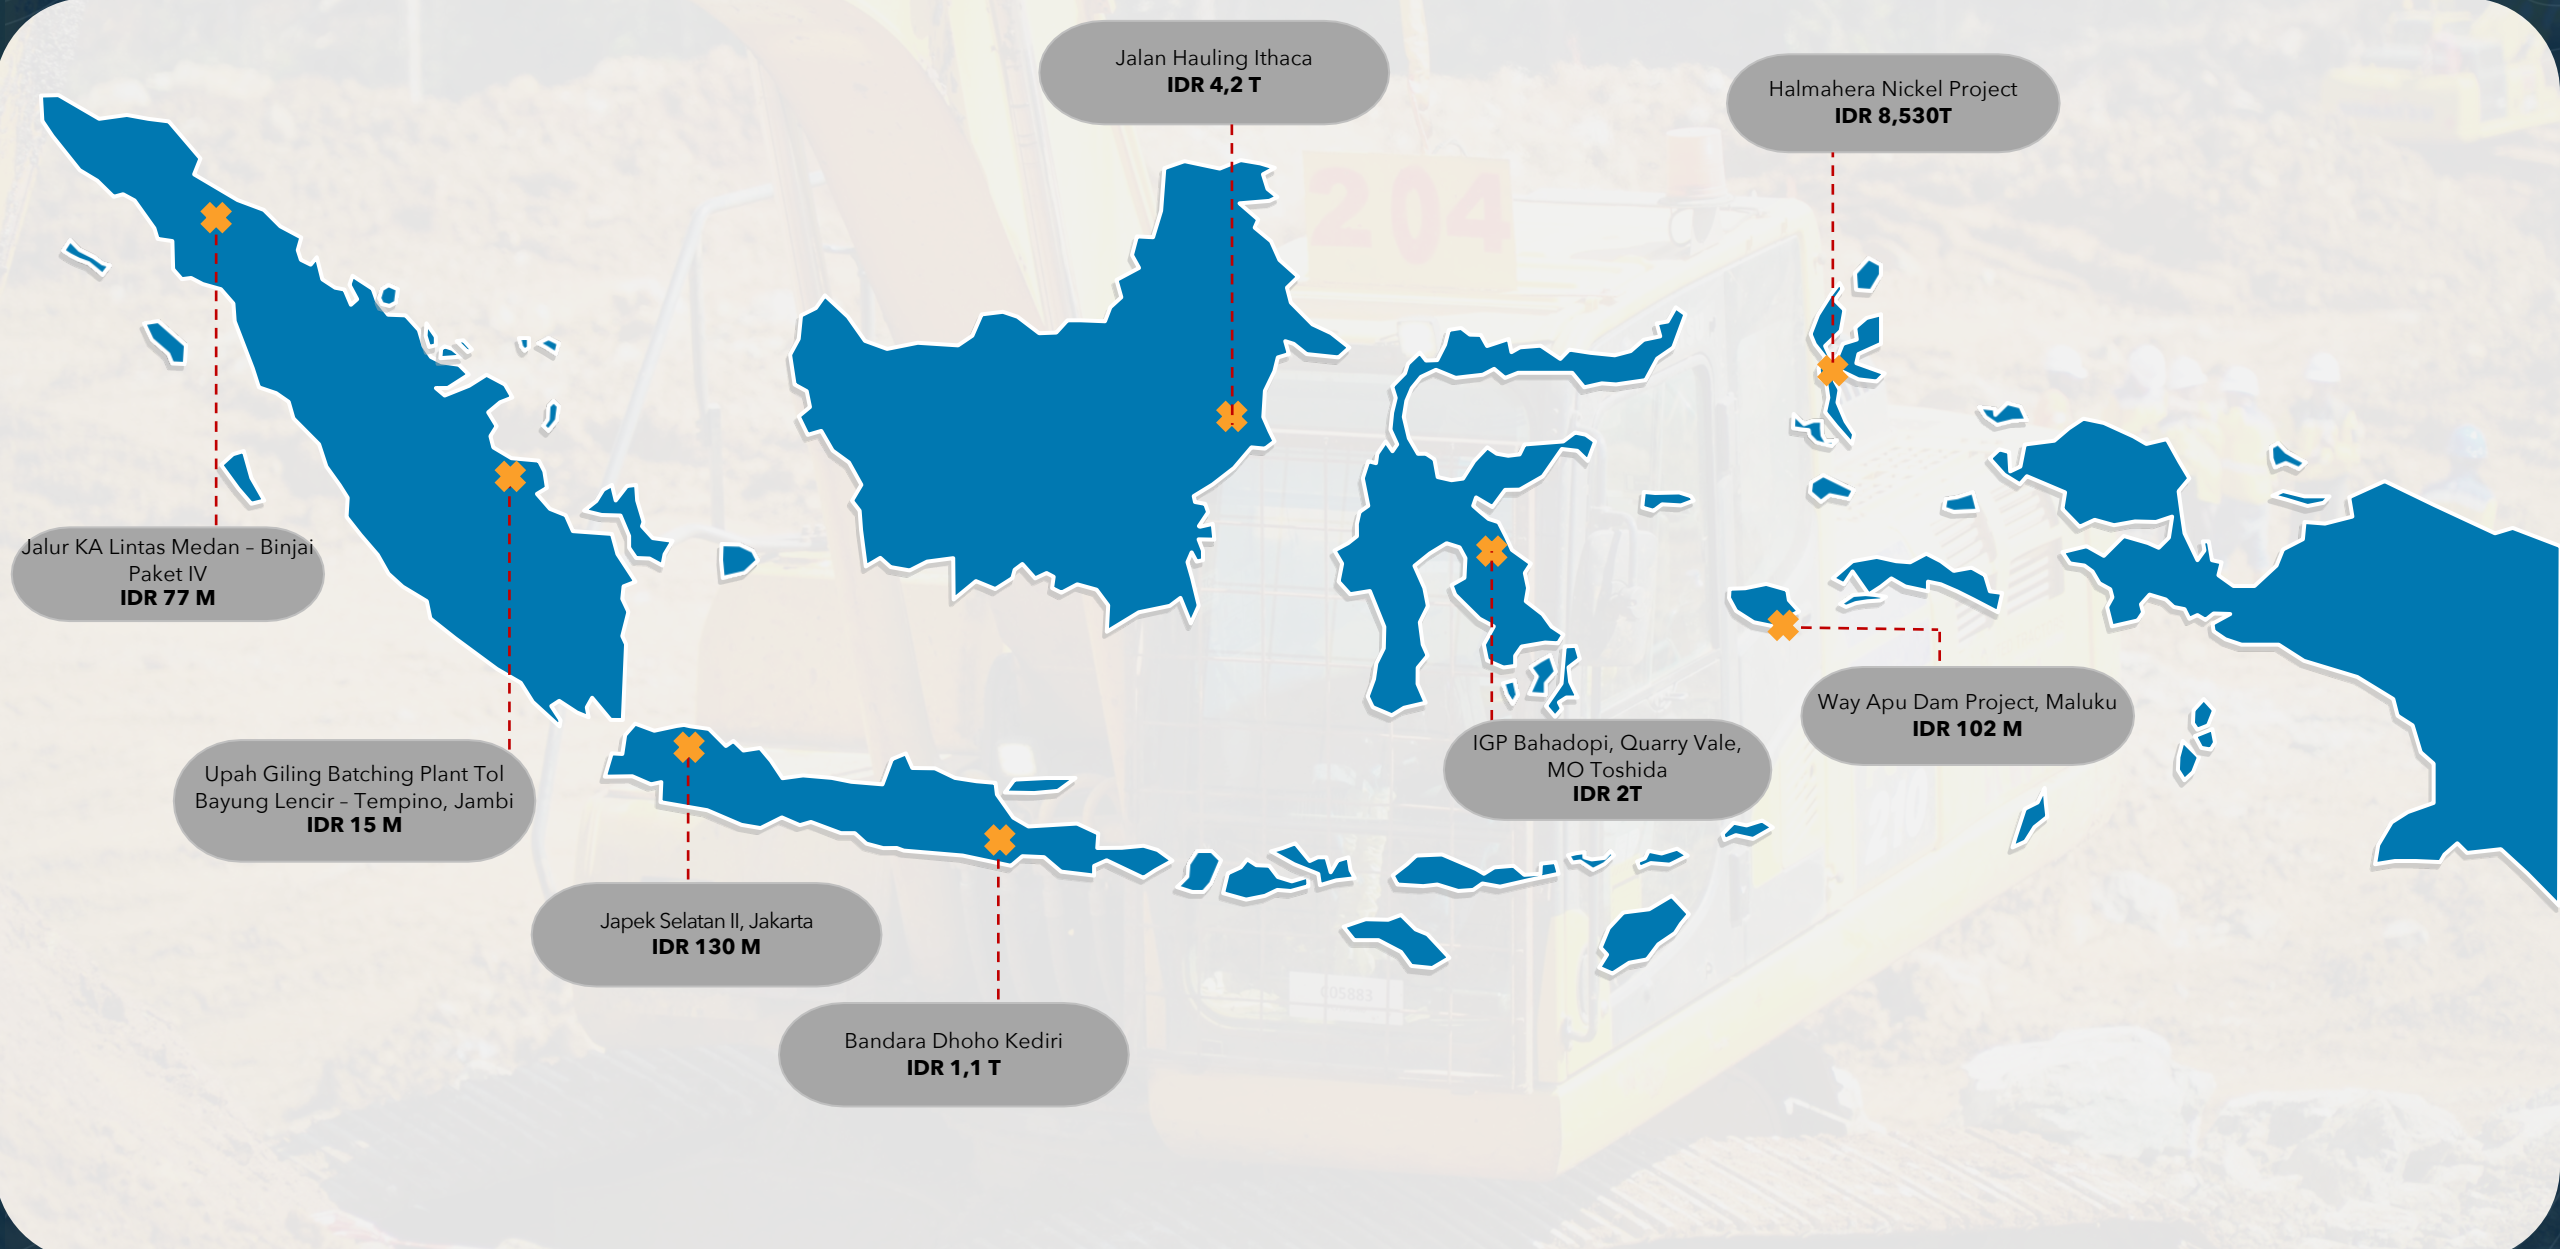 Jalan Hauling Ithaca
IDR 4,2 T
Halmahera Nickel Project
IDR 8,530T
204
Jalur KA Lintas Medan – Binjai
Paket IV
IDR 77 M
Way Apu Dam Project, Maluku
IDR 102 M
IGP Bahadopi, Quarry Vale,
MO Toshida
IDR 2T
Upah Giling Batching Plant Tol
Bayung Lencir – Tempino, Jambi
IDR 15 M
Japek Selatan II, Jakarta
IDR 130 M
005883
Bandara Dhoho Kediri
IDR 1,1 T